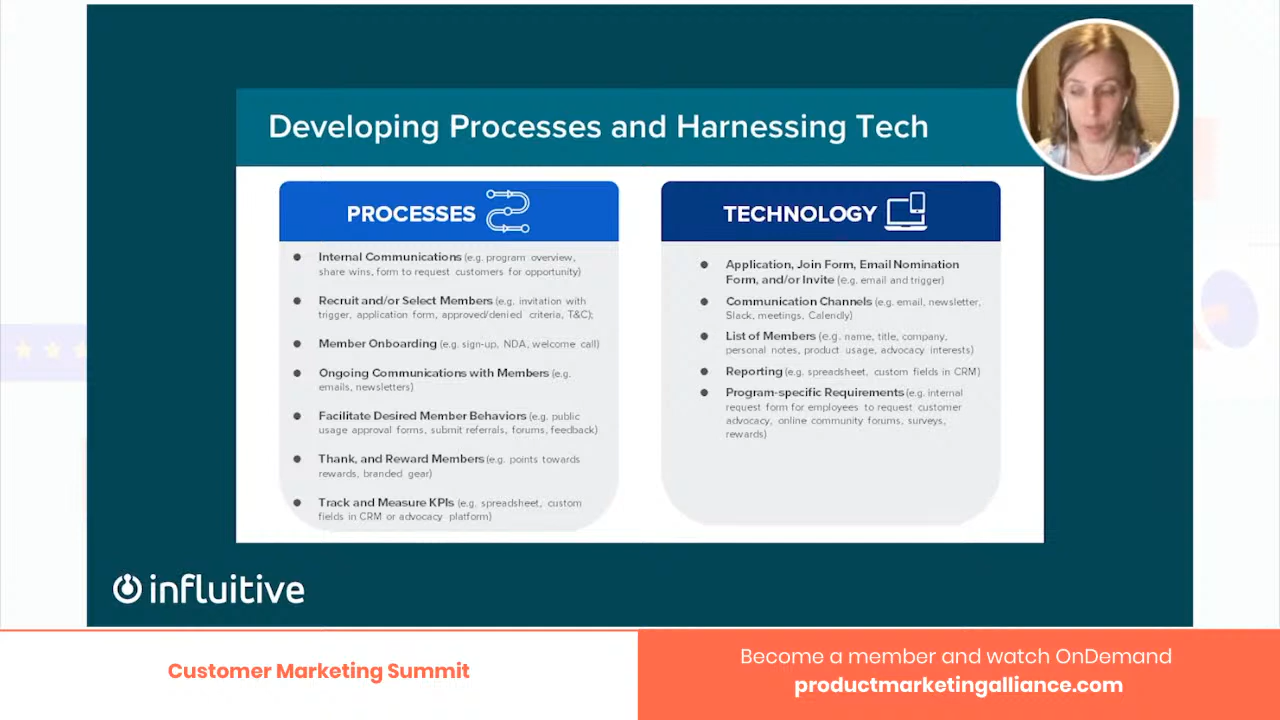 Developing Processes and Harnessing Tech
PROCESSES
Internal Communications (e.g. program overview,
share wins, form to request customers for opportunity)
Recruit and/or Select Members (e.g. invitation with
trigger, application form, approved/denied criteria, T&C);
Member Onboarding (e.g. sign-up, NDA, welcome call)
Ongoing Communications with Members (e.g.
emails, newsletters)
Facilitate Desired Member Behaviors (e.g. public
usage approval forms, submit referrals, forums, feedback)
Thank, and Reward Members (e.g. points towards
rewards, branded gear)
Track and Measure KPIs (e.g. spreadsheet, custom
fields in CRM or advocacy platform)
TECHNOLOGY
Application, Join Form, Email Nomination
Form, and/or Invite (e.g. email and trigger)
Communication Channels (e.g. email, newsletter,
Slack, meetings, Calendly)
List of Members (e.g. name, title, company,
personal notes, product usage, advocacy interests)
Reporting (e.g. spreadsheet, custom fields in CRM)
Program-specific Requirements (e.g. internal
request form for employees to request customer
advocacy, online community forums, surveys,
rewards)
influitive
Customer Marketing Summit
Become a member and watch OnDemand
productmarketingalliance.com